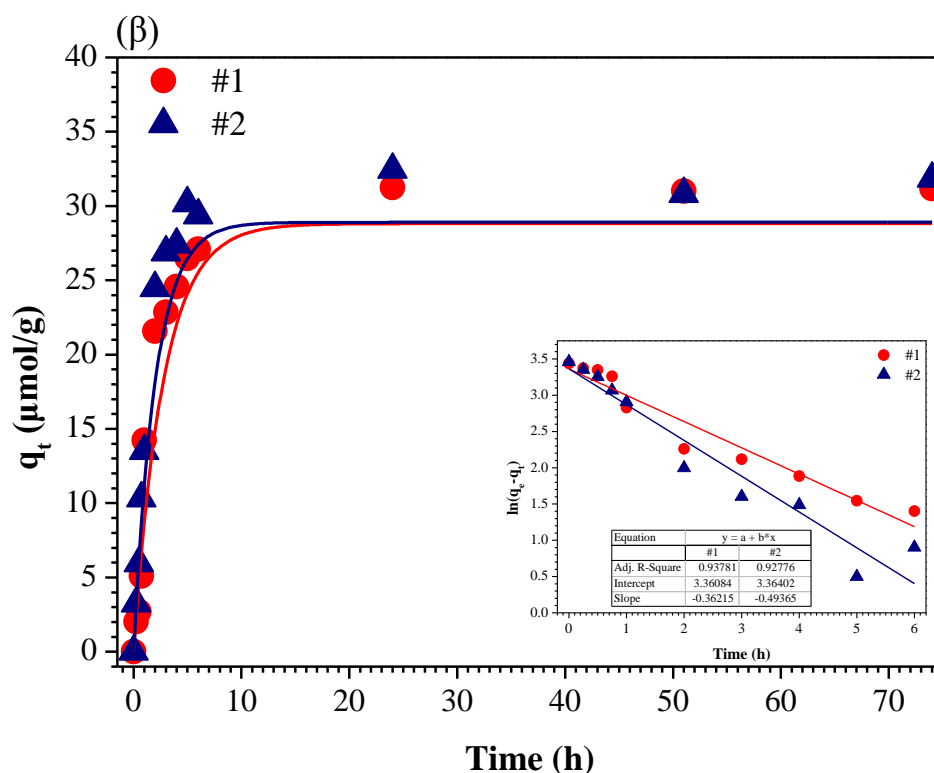 (β)
40
35
30
25
20
15
10
5
0
qt (μmol/g)
#1
#2
0 10 20 30 40 50 60 70
Time (h)
3.5
3.0
2.5
2.0
1.5
1.0
0.5
0.0
ln(qe-qt)
#1
#2
Equation y = a + b*x
#1 #2
Adj. R-Square 0.93781 0.92776
Intercept 3.36084 3.36402
Slope -0.36215 -0.49365
0 1 2 3 4 5 6
Time (h)